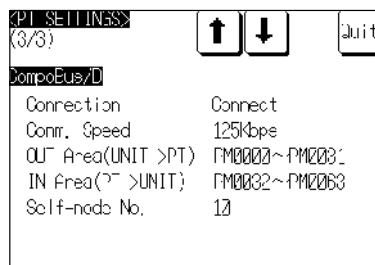 <PT SETTINGS>
(3/3)
Quit
CompoBus/D
Connection Connect
Comm. Speed 125Kbps
OUT Area(UNIT->PT) PM0000~PM0031
IN Area(PT->UNIT) PM0032~PM0063
Self-node No. 10